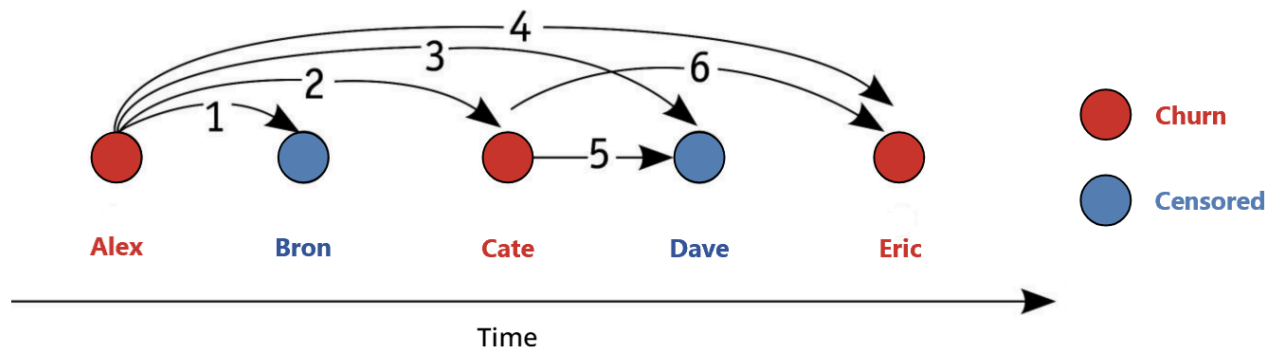 4
3
6
2
1
5
Churn
Censored
Alex
Bron
Cate
Dave
Eric
Time